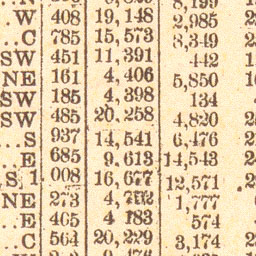 W 408 19,148 2,985
..C 785 15,573 8,349
SW 451 11,391 442
NE 161 4,406 5,850
SW 185 4,398 134
SW 485 20,258 4,820
...S 937 14,541 6,476
...E 685 9,613 14,543
S 1 008 16,677 12,571
NE 273 1,777
...E 405 574
..C 564 20,229 3,174